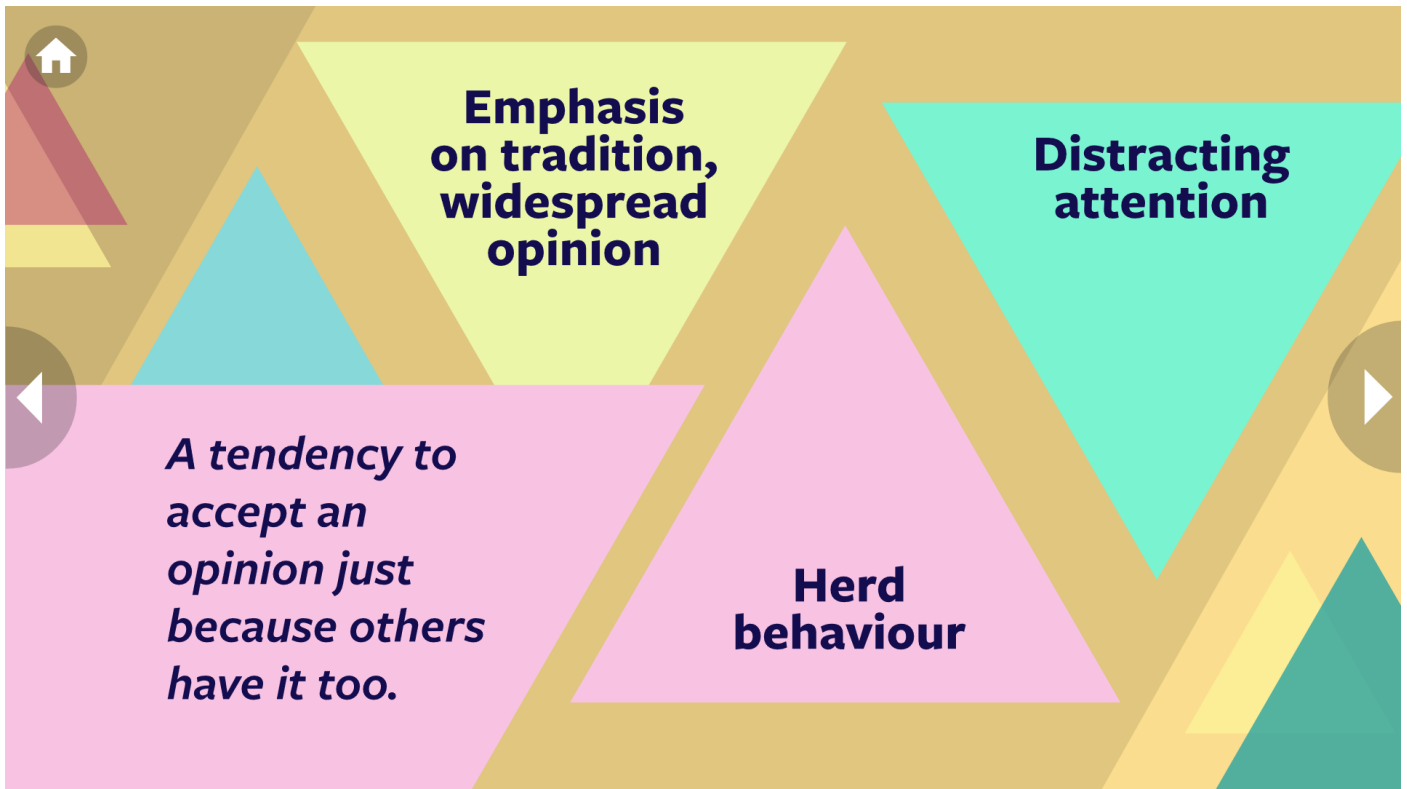 Emphasis
on tradition,
widespread
opinion
Distracting
attention
A tendency to
accept an
opinion just
because others
have it too.
Herd
behaviour